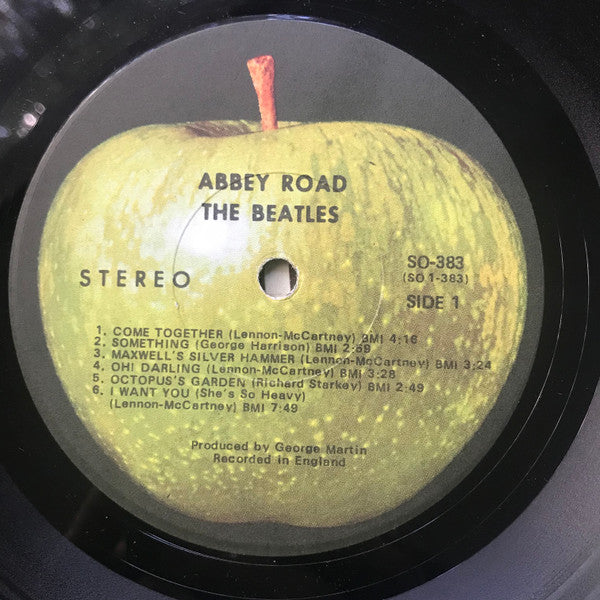 ABBEY ROAD
THE BEATLES
STEREO
SO-383
(SO 1-383)
SIDE 1
1. COME TOGETHER (Lennon-McCartney) BMI 4:16
2. SOMETHING (George Harrison) BMI 2:59
3. MAXWELL'S SILVER HAMMER (Lennon-McCartney) BMI 3:24
4. OH! DARLING (Lennon-McCartney) BMI 3:28
5. OCTOPUS'S GARDEN (Richard Starkey) BMI 2:49
6. I WANT YOU (She's So Heavy)
(Lennon-McCartney) BMI 7:49
Produced by George Martin
Recorded in England